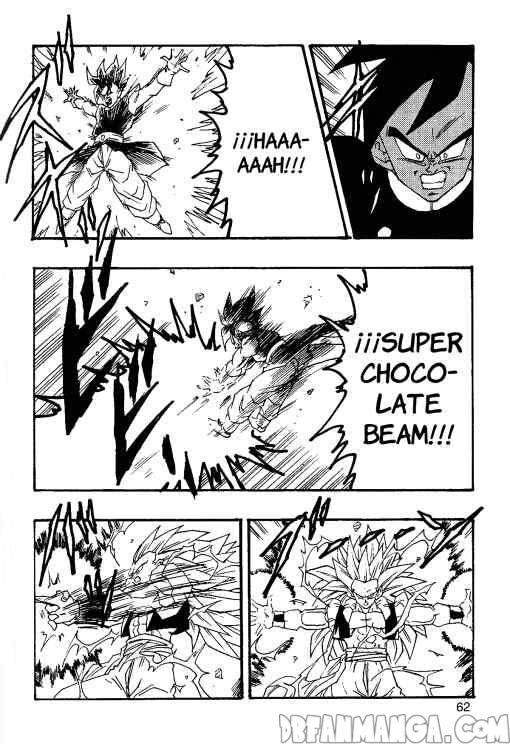 ¡¡¡HAAA-
AAAH!!!
¡¡¡SUPER
CHOCO-
LATE
BEAM!!!
62
DBFANMANGA.COM